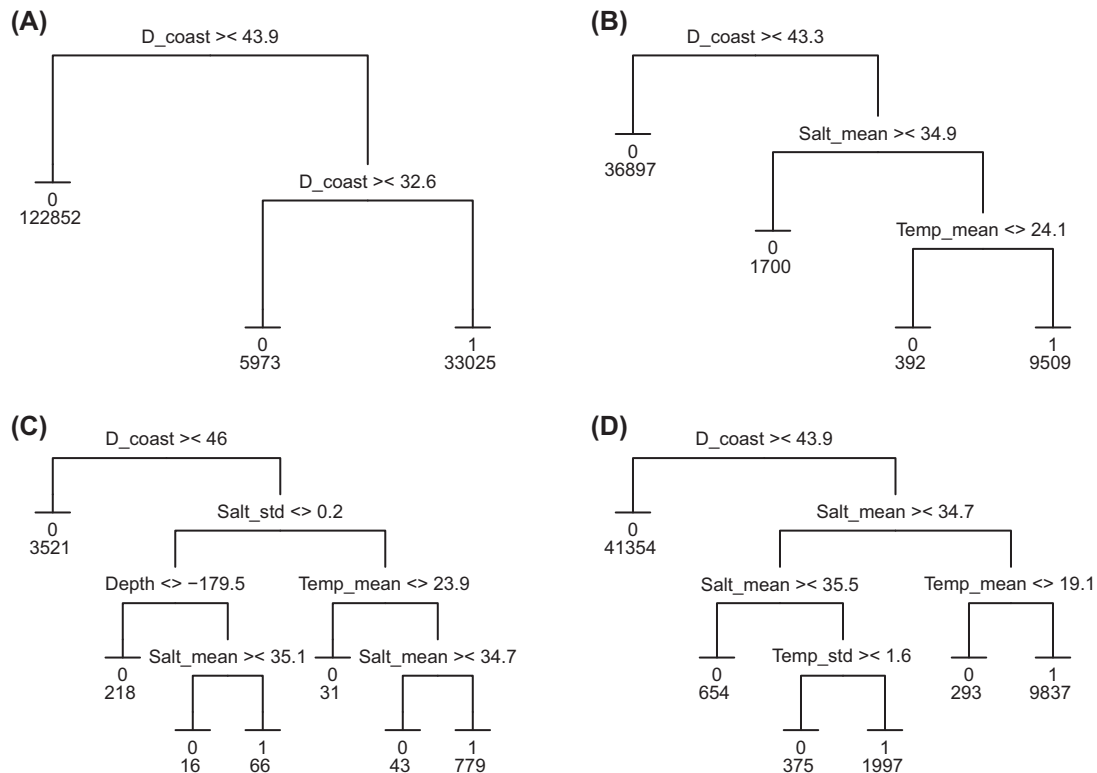 (A)
D_coast >< 43.9
0
122852
D_coast >< 32.6
0
5973
1
33025
(B)
D_coast >< 43.3
0
36897
Salt_mean >< 34.9
0
1700
Temp_mean <> 24.1
0
392
1
9509
(C)
D_coast >< 46
0
3521
Salt_std <> 0.2
Depth <> −179.5
Temp_mean <> 23.9
0
218
Salt_mean >< 35.1
0
31
Salt_mean >< 34.7
0
16
1
66
0
43
1
779
(D)
D_coast >< 43.9
0
41354
Salt_mean >< 34.7
Salt_mean >< 35.5
Temp_mean <> 19.1
0
654
Temp_std >< 1.6
0
293
1
9837
0
375
1
1997